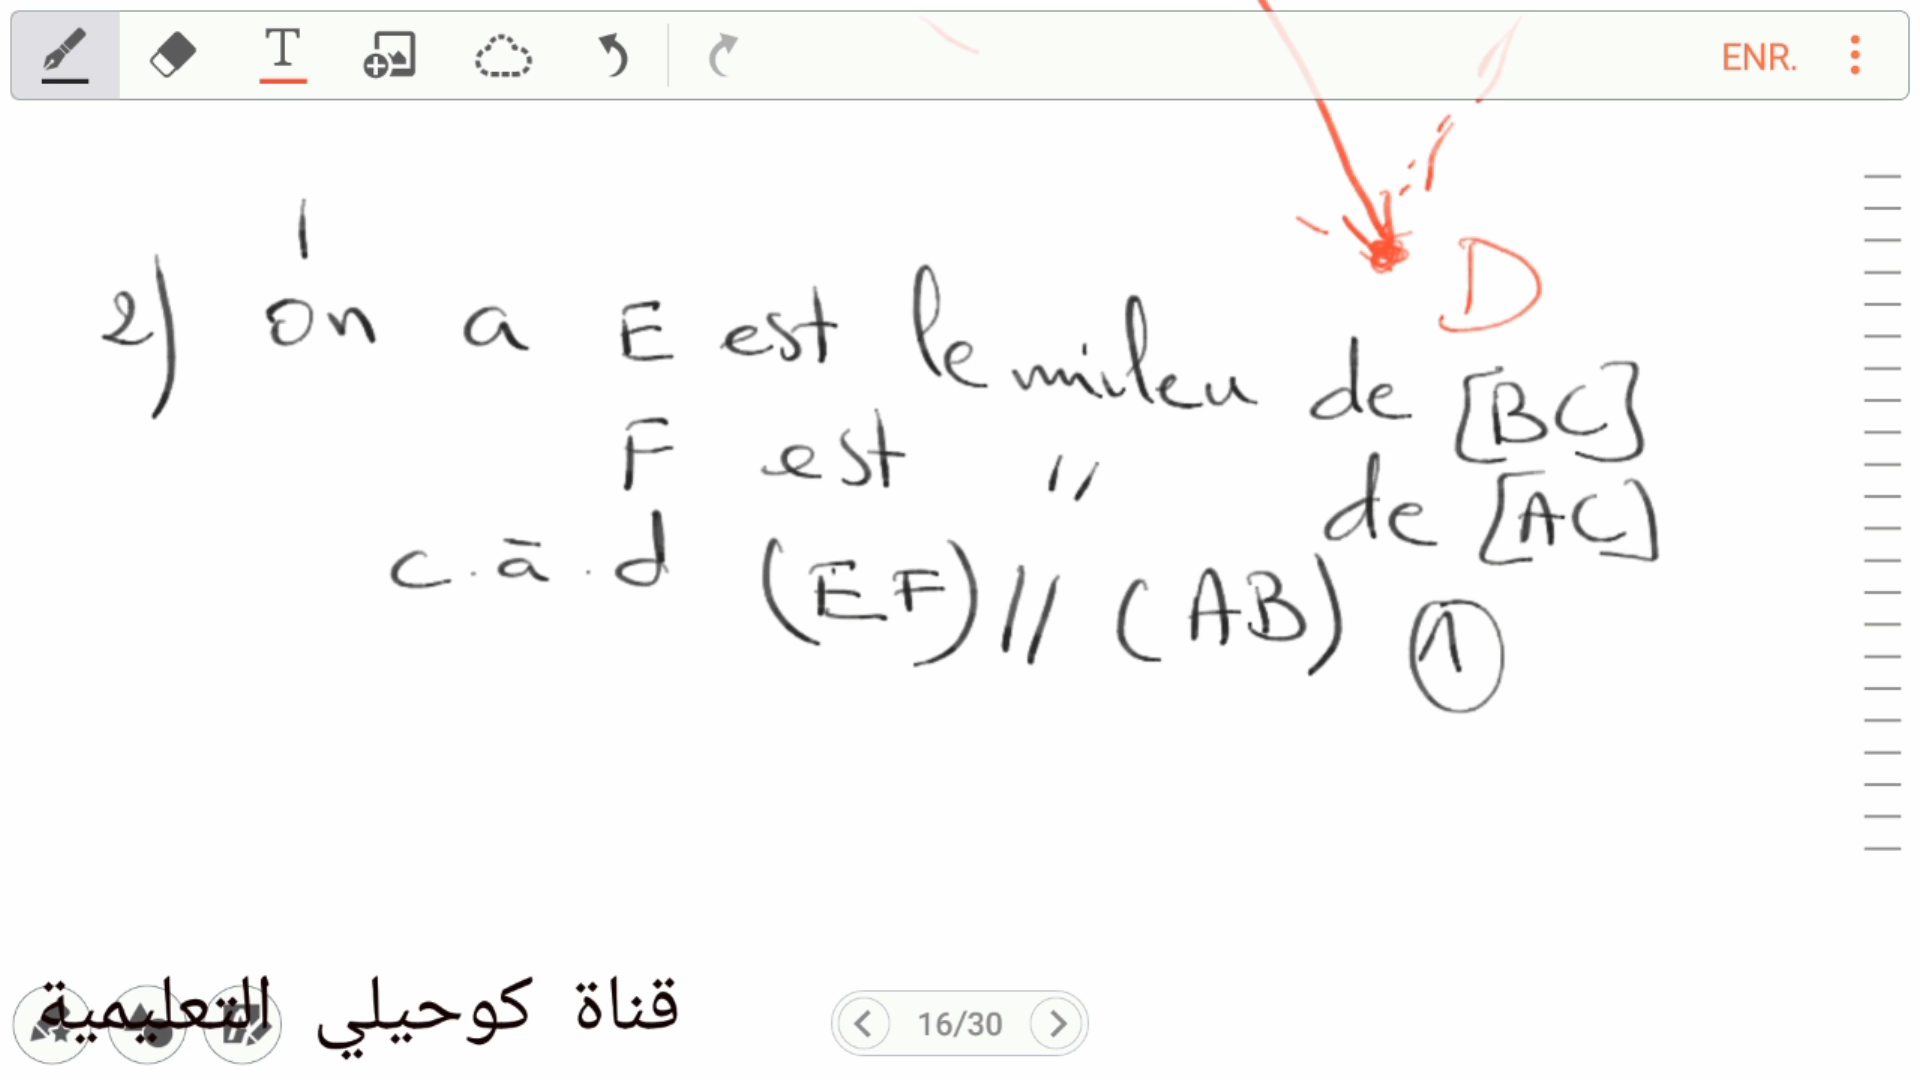 T ENR.
D
2) on a E est le milieu de [BC]
F est " de [AC]
c.à.d (EF) // (AB) ①
قناة كوحيلي التعليمية
16/30